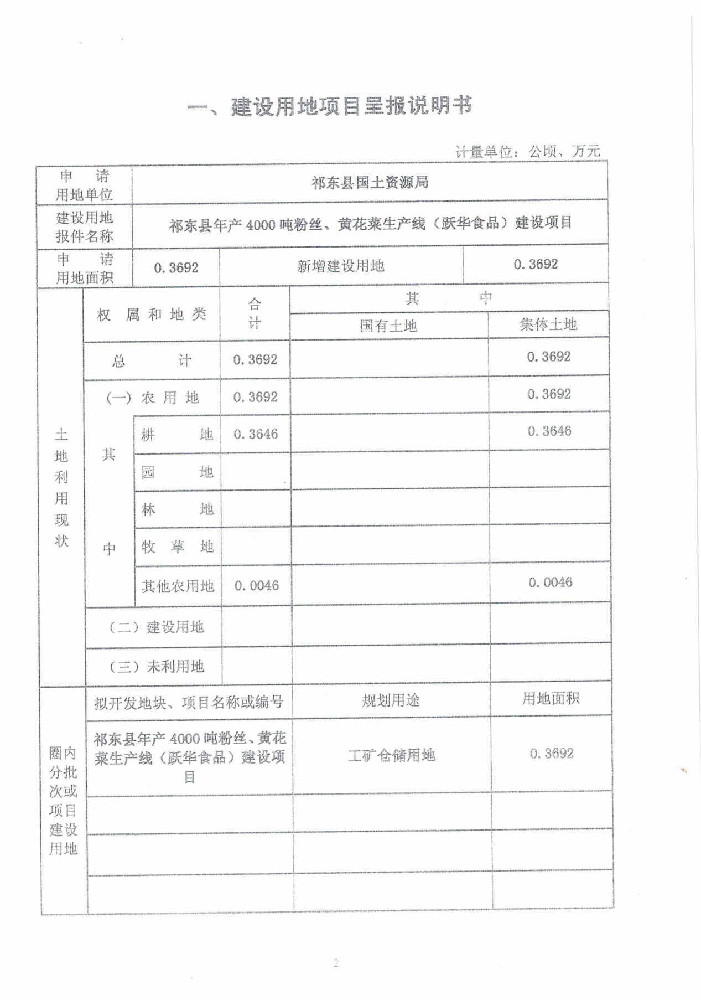 一、建设用地项目呈报说明书
计量单位：公顷、万元
申 请
用地单位
祁东县国土资源局
建设用地
报件名称
祁东县年产 4000 吨粉丝、黄花菜生产线（跃华食品）建设项目
申 请
用地面积
0.3692
新增建设用地
0.3692
土地利用现状
权 属 和 地 类
合计
其 中
国有土地
集体土地
总 计
0.3692
0.3692
（一）农 用 地
0.3692
0.3692
其中
耕 地
0.3646
0.3646
园 地
林 地
牧 草 地
其他农用地
0.0046
0.0046
（二）建设用地
（三）未利用地
圈内
分批
次或
项目
建设
用地
拟开发地块、项目名称或编号
规划用途
用地面积
祁东县年产 4000 吨粉丝、黄花
菜生产线（跃华食品）建设项
目
工矿仓储用地
0.3692
2